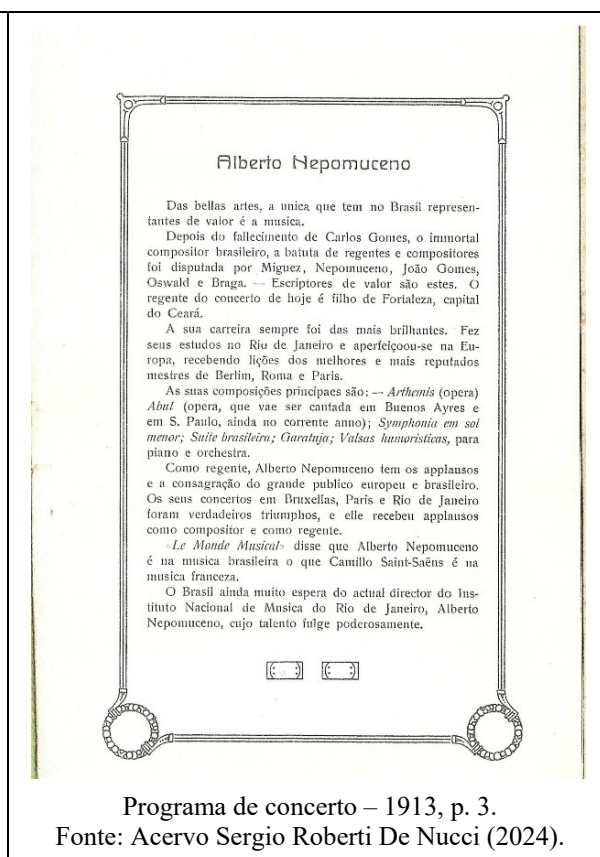 Alberto Nepomuceno
Das bellas artes, a unica que tem no Brasil represen-
tantes de valor é a musica.
Depois do fallecimento de Carlos Gomes, o immortal
compositor brasileiro, a batuta de regentes e compositores
foi disputada por Miguez, Nepomuceno, João Gomes,
Oswald e Braga. — Escriptores de valor são estes. O
regente do concerto de hoje é filho de Fortaleza, capital
do Ceará.
A sua carreira sempre foi das mais brilhantes. Fez
seus estudos no Rio de Janeiro e aperfeiçoou-se na Eu-
ropa, recebendo lições dos melhores e mais reputados
mestres de Berlim, Roma e Paris.
As suas composições principaes são: — Arthemis (opera)
Abul (opera, que vae ser cantada em Buenos Ayres e
em S. Paulo, ainda no corrente anno); Symphonia em sol
menor; Suite brasileira; Garatuja; Valsas humoristicas, para
piano e orchestra.
Como regente, Alberto Nepomuceno tem os applausos
e a consagração do grande publico europeu e brasileiro.
Os seus concertos em Bruxellas, Paris e Rio de Janeiro
foram verdadeiros triumphos, e elle recebeu applausos
como compositor e como regente.
«Le Monde Musical» disse que Alberto Nepomuceno
é na musica brasileira o que Camillo Saint-Saëns é na
musica franceza.
O Brasil ainda muito espera do actual director do Ins-
tituto Nacional de Musica do Rio de Janeiro, Alberto
Nepomuceno, cujo talento fulge poderosamente.
Programa de concerto – 1913, p. 3.
Fonte: Acervo Sergio Roberti De Nucci (2024).